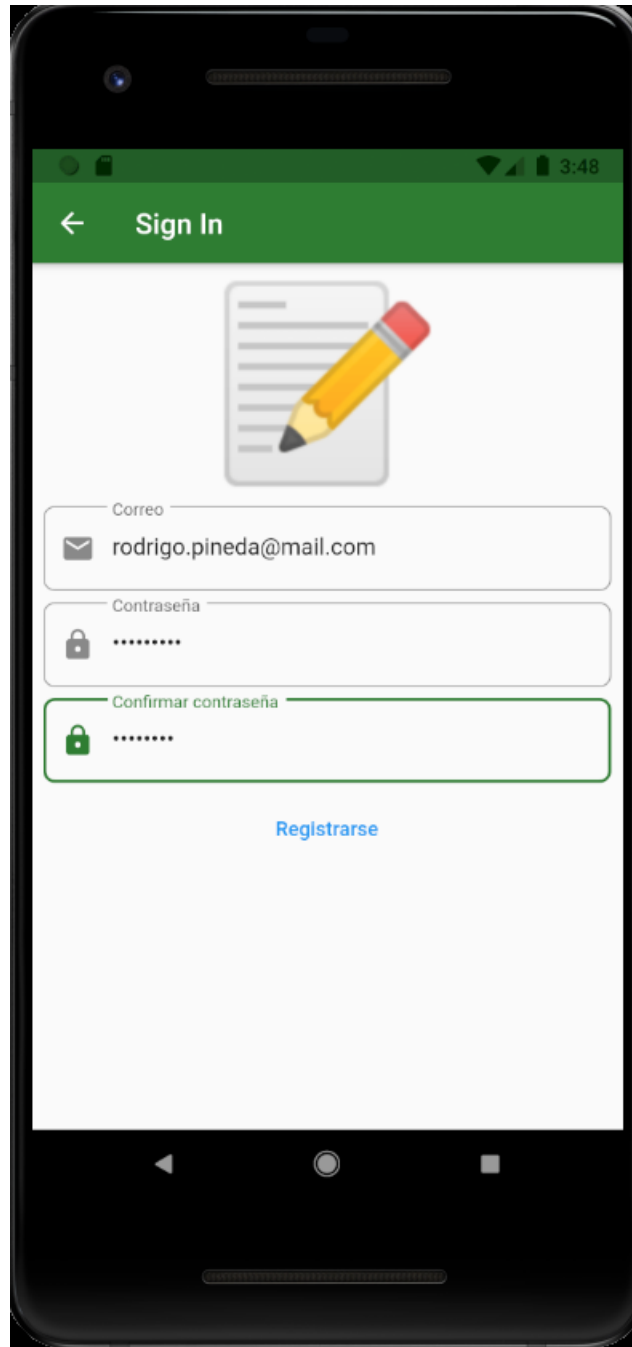 3:48
Sign In
Correo
rodrigo.pineda@mail.com
Contraseña
•••••••••
Confirmar contraseña
••••••••
Registrarse